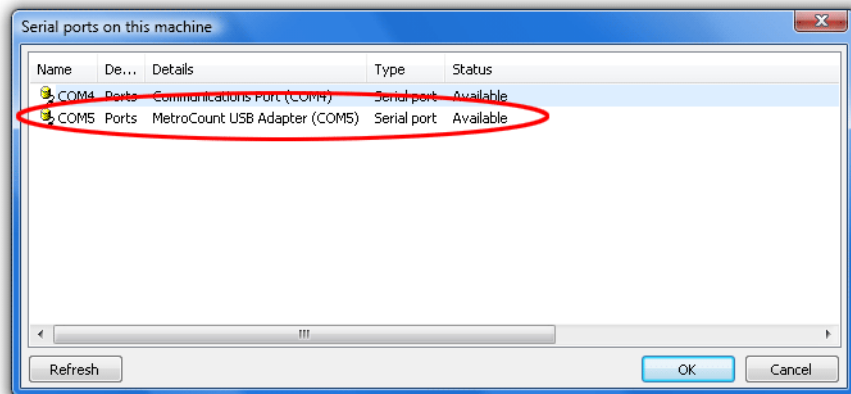 Serial ports on this machine
Name De... Details Type Status
COM4 Ports Communications Port (COM4) Serial port Available
COM5 Ports MetroCount USB Adapter (COM5) Serial port Available
Refresh OK Cancel